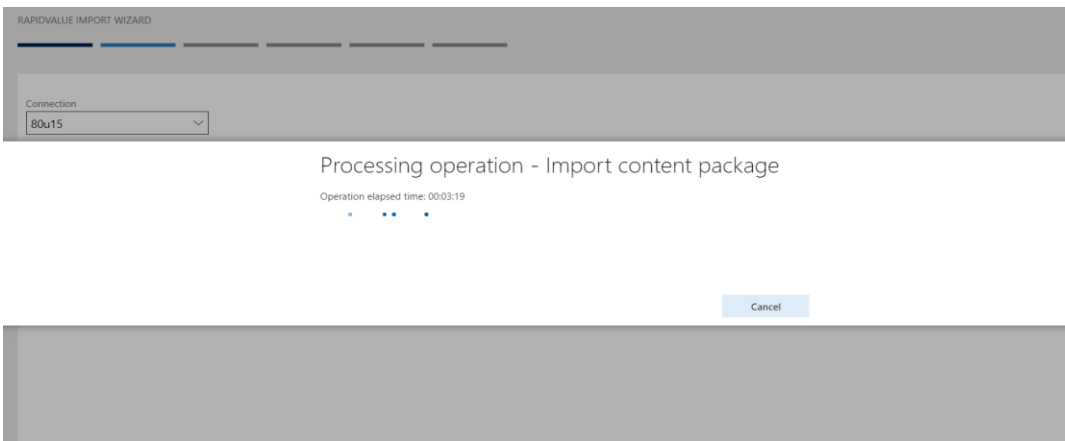 RAPIDVALUE IMPORT WIZARD
Connection
80u15
Processing operation - Import content package
Operation elapsed time: 00:03:19
Cancel